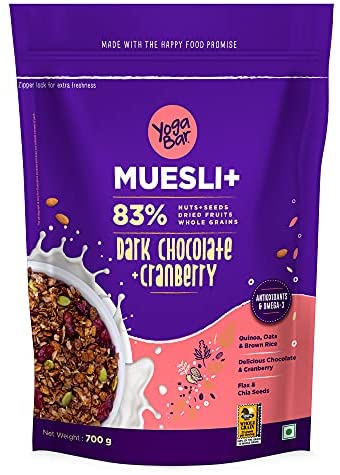 MADE WITH THE HAPPY FOOD PROMISE
Zipper lock for extra freshness
Yoga
Bar
MUESLI+
83%
NUTS+SEEDS
DRIED FRUITS
WHOLE GRAINS
DARK CHOCOLATE
+CRANBERRY
ANTIOXIDANTS
& OMEGA-3
Quinoa, Oats
& Brown Rice
Delicious Chocolate
& Cranberry
Flax &
Chia Seeds
WHOLE
GRAIN
Net Weight : 700 g